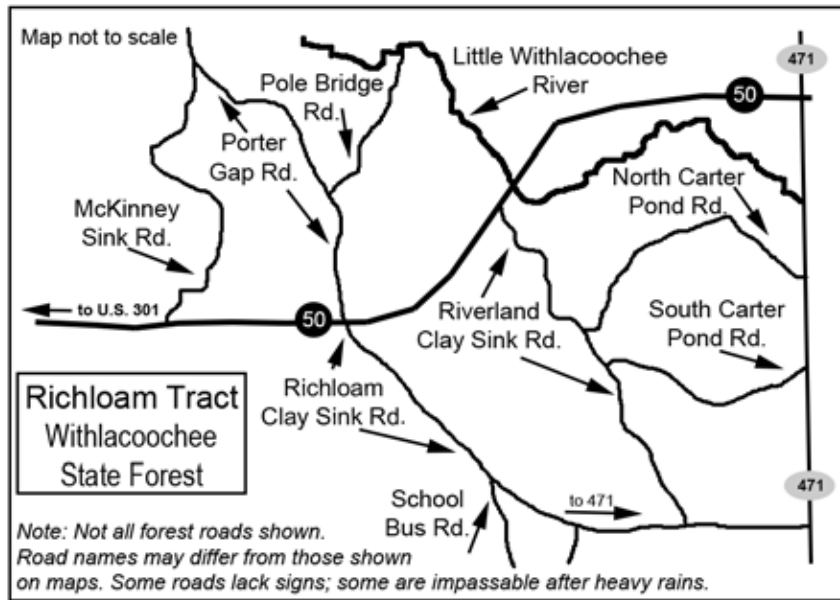 Map not to scale
471
Little Withlacoochee
River
50
Pole Bridge
Rd.
Porter
Gap Rd.
North Carter
Pond Rd.
McKinney
Sink Rd.
to U.S. 301
50
Riverland
Clay Sink Rd.
South Carter
Pond Rd.
Richloam Tract
Withlacoochee
State Forest
Richloam
Clay Sink Rd.
471
School
Bus Rd.
to 471
Note: Not all forest roads shown.
Road names may differ from those shown
on maps. Some roads lack signs; some are impassable after heavy rains.